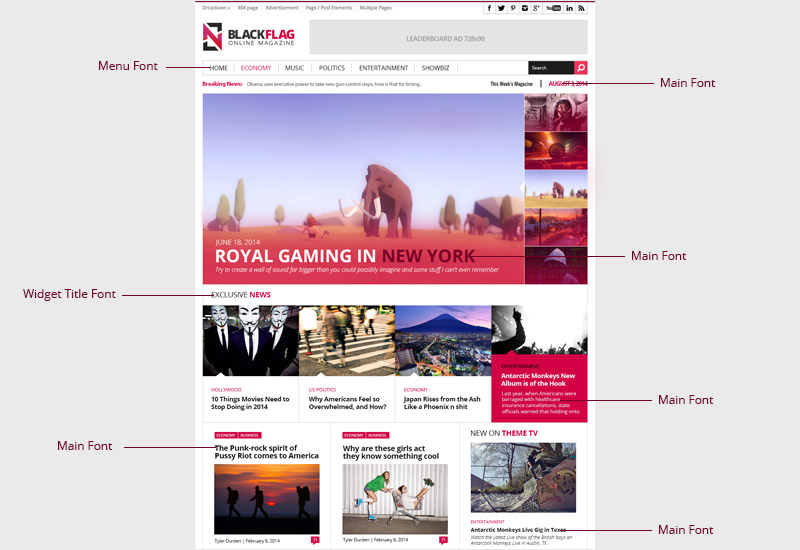 Dropdown » 404 page Advertisement Page / Post Elements Multiple Pages
BLACKFLAG
ONLINE MAGAZINE
LEADERBOARD AD 728x90
Menu Font
HOME ECONOMY MUSIC POLITICS ENTERTAINMENT SHOWBIZ
Search
Breaking News: Obama uses executive power to take new gun-control steps, how is that for timing..
This Week's Magazine AUGUST 3, 2014
Main Font
JUNE 18, 2014
ROYAL GAMING IN NEW YORK
Try to create a wall of sound far bigger than you could possibly imagine and some stuff I can't even remember
Main Font
Widget Title Font
EXCLUSIVE NEWS
HOLLYWOOD
10 Things Movies Need to
Stop Doing in 2014
US POLITICS
Why Americans Feel so
Overwhelmed, and How?
ECONOMY
Japan Rises from the Ash
Like a Phoenix n shit
ENTERTAINMENT
Antarctic Monkeys New
Album is of the Hook
Last year, when Americans were
barraged with healthcare
insurance cancellations, state
officials warned that holding onto
Main Font
Main Font
ECONOMY BUSINESS
The Punk-rock spirit of
Pussy Riot comes to America
Tyler Durden | February 6, 2014
71
ECONOMY BUSINESS
Why are these girls act
they know something cool
Tyler Durden | February 6, 2014
71
NEW ON THEME TV
ENTERTAINMENT
Antarctic Monkeys Live Gig in Texas
Watch the Latest Live show of the British boys an
Antarctick Monkeys Live in Austin, TX.
Main Font